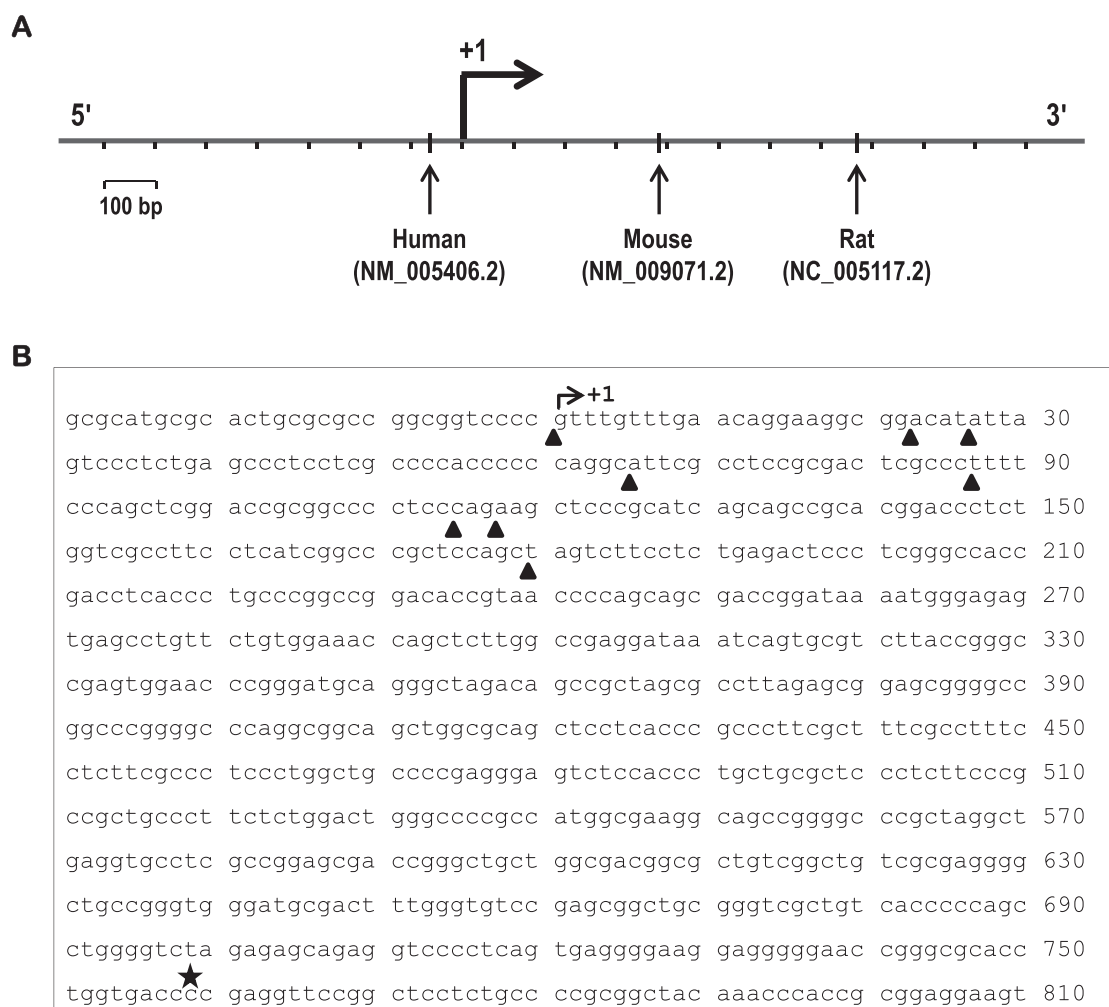 A
+1
5' 3'
100 bp
Human Mouse Rat
(NM_005406.2) (NM_009071.2) (NC_005117.2)
B
+1
gcgcatgcgc actgcgcgcc ggcggtcccc gtttgtttga acaggaaggc ggacatatta 30
gtccctctga gccctcctcg ccccaccccc caggcattcg cctccgcgac tcgcccttttt 90
cccagctcgg accgcggccc ctcccagaag ctcccgcatc agcagccgca cggaccctct 150
ggtcgccttc ctcatcggcc cgctccagct agtcttcctc tgagactccc tcgggccacc 210
gacctcaccc tgcccggccg gacaccgtaa ccccagcagc gaccggataa aatgggagag 270
tgagcctgtt ctgtggaaac cagctcttgg ccgaggataa atcagtgcgt cttaccgggc 330
cgagtggaac ccgggatgca gggctagaca gccgctagcg ccttagagcg gagcggggcc 390
ggcccggggc ccaggcggca gctggcgcag ctcctcaccc gcccttcgct ttcgcctttc 450
ctcttcgccc tccctggctg ccccgaggga gtctccaccc tgctgcgctc cctcttcccg 510
ccgctgccct tctctggact gggccccgcc atggcgaagg cagccggggc ccgctaggct 570
gaggtgcctc gccggagcga ccgggctgct ggcgacggcg ctgtcggctg tcgcgagggg 630
ctgccgggtg ggatgcgact ttgggtgtcc gagcggctgc gggtcgctgt cacccccagc 690
ctggggtcta gagagcagag gtcccctcag tgaggggaag gagggggaac cgggcgcacc 750
tggtgacccc gaggttccgg ctcctctgcc ccgcggctac aaacccaccg cggaggaagt 810